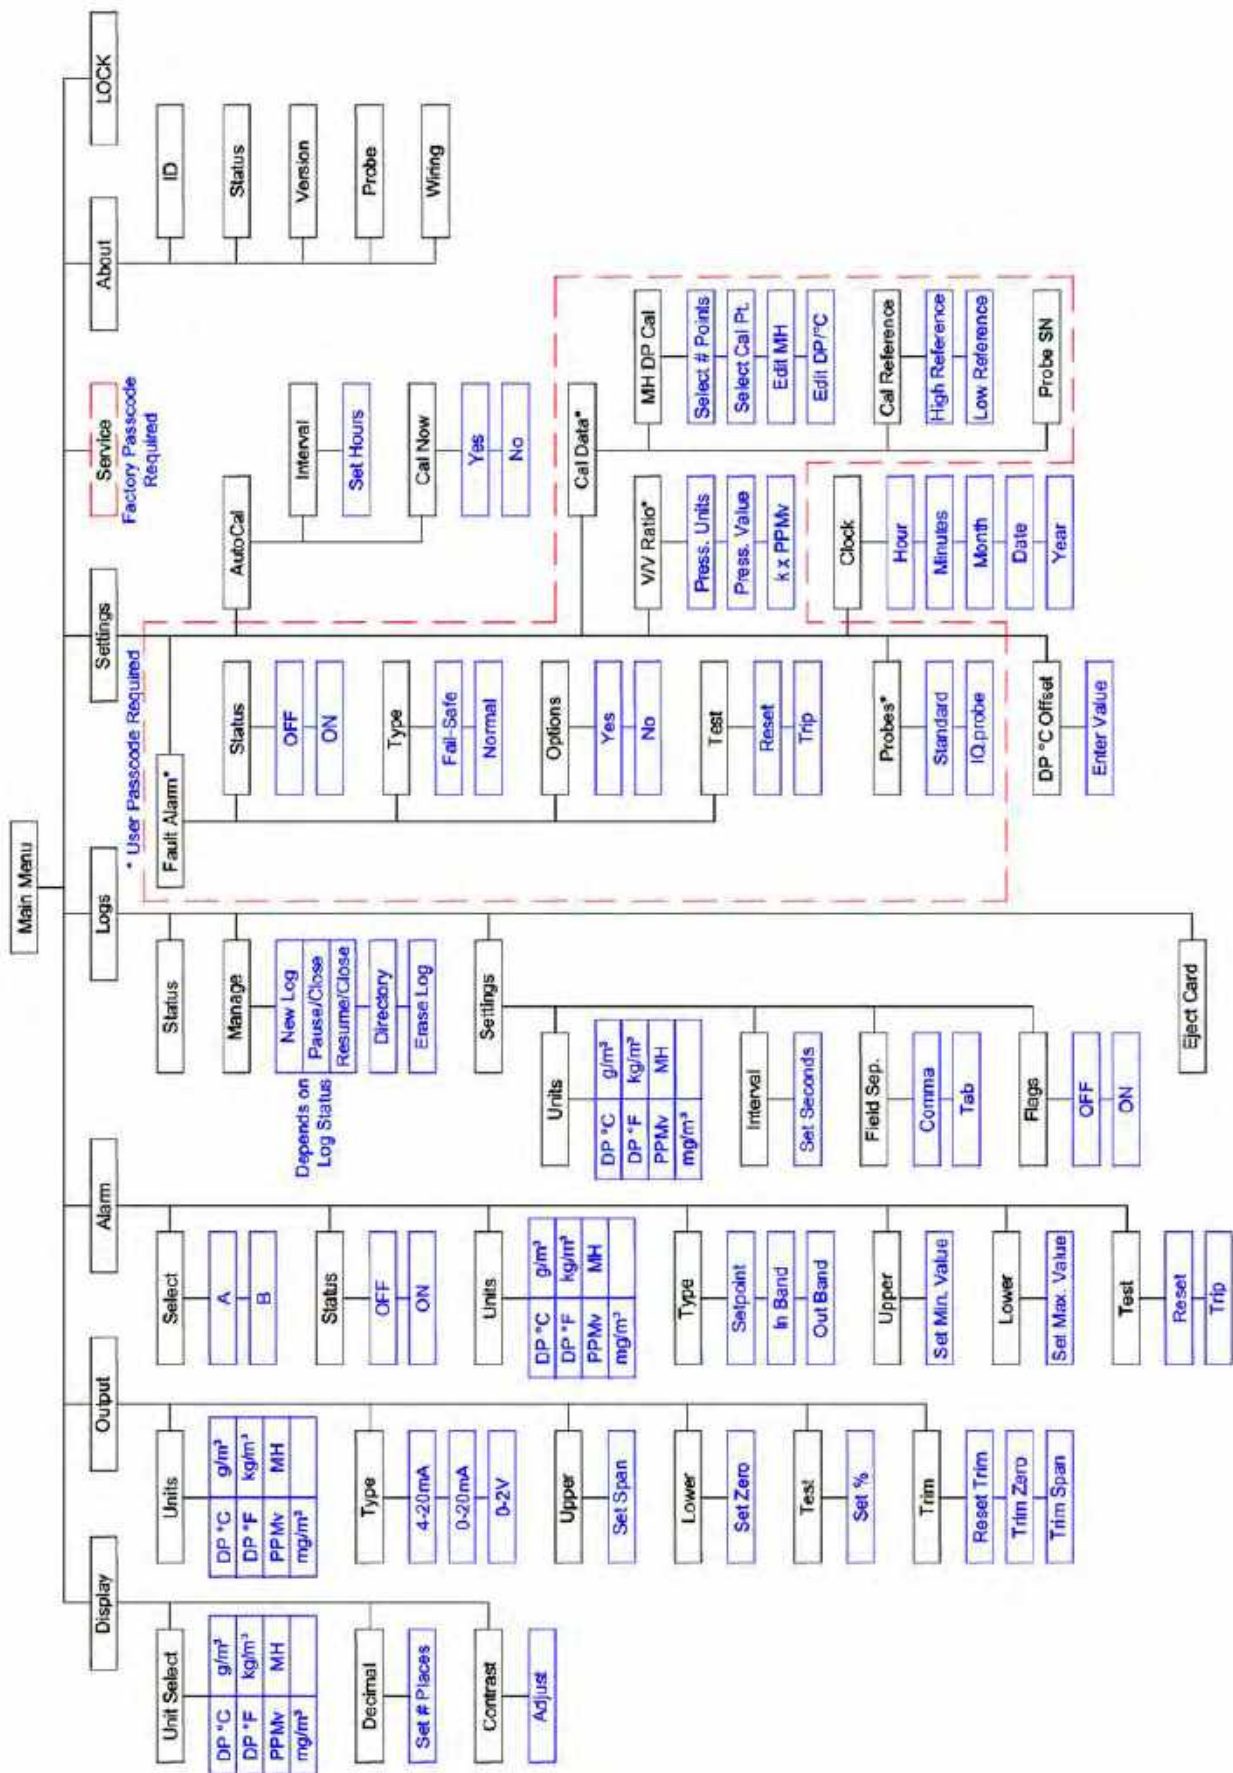 Main Menu
Display
Unit Select
DP °C g/m³
DP °F kg/m³
PPMv MH
mg/m³
Decimal
Set # Places
Contrast
Adjust
Output
Units
DP °C g/m³
DP °F kg/m³
PPMv MH
mg/m³
Type
4-20mA
0-20mA
0-2V
Upper
Set Span
Lower
Set Zero
Test
Set %
Trim
Reset Trim
Trim Zero
Trim Span
Alarm
Select
A
B
Status
OFF
ON
Units
DP °C g/m³
DP °F kg/m³
PPMv MH
mg/m³
Type
Setpoint
In Band
Out Band
Upper
Set Min. Value
Lower
Set Max. Value
Test
Reset
Trip
Logs
Status
Manage
New Log
Pause/Close
Resume/Close
Depends on
Log Status
Directory
Erase Log
Settings
Units
DP °C g/m³
DP °F kg/m³
PPMv MH
mg/m³
Interval
Set Seconds
Field Sep.
Comma
Tab
Flags
OFF
ON
Eject Card
Settings
* User Passcode Required
Fault Alarm*
Status
OFF
ON
Type
Fail-Safe
Normal
Options
Yes
No
Test
Reset
Trip
Probes*
Standard
IQ.probe
DP °C Offset
Enter Value
AutoCal
Interval
Set Hours
Cal Now
Yes
No
Cal Data*
MH DP Cal
Select # Points
Select Cal Pt.
Edit MH
Edit DP/°C
Cal Reference
High Reference
Low Reference
Probe SN
V/V Ratio*
Press. Units
Press. Value
k x PPMv
Clock
Hour
Minutes
Month
Date
Year
Service
Factory Passcode
Required
About
ID
Status
Version
Probe
Wiring
LOCK